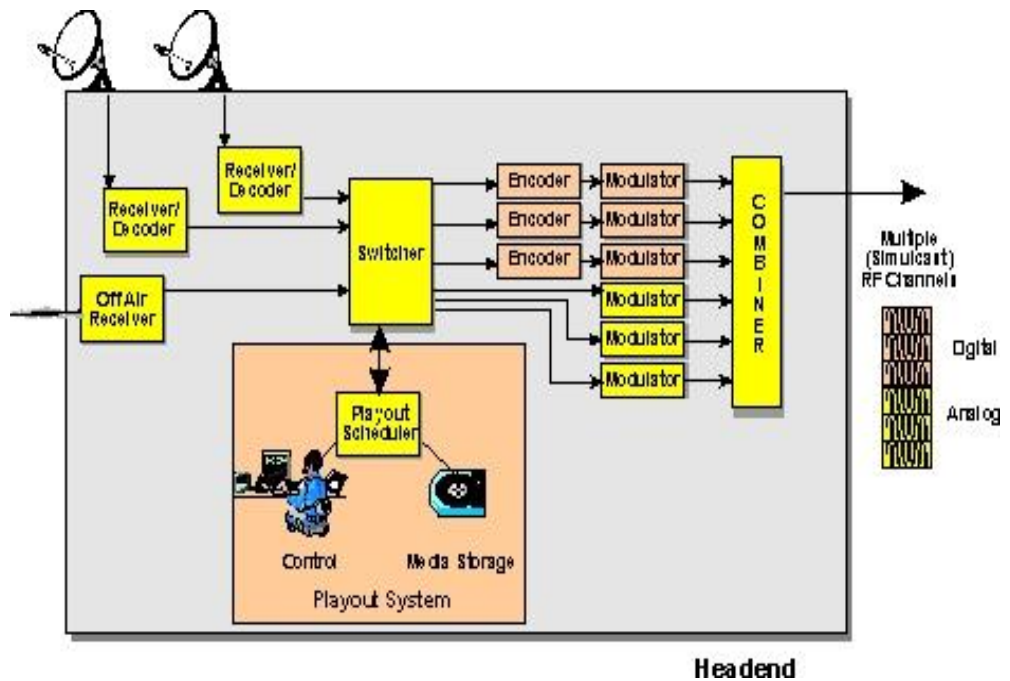 Receiver/
Decoder
Receiver/
Decoder
Off Air
Receiver
Switcher
Encoder
Modulator
Encoder
Modulator
Encoder
Modulator
Modulator
Modulator
Modulator
COMBINER
Multiple
(Simulcast)
RF Channels
Digital
Analog
Playout
Scheduler
Control
Media Storage
Playout System
Headend